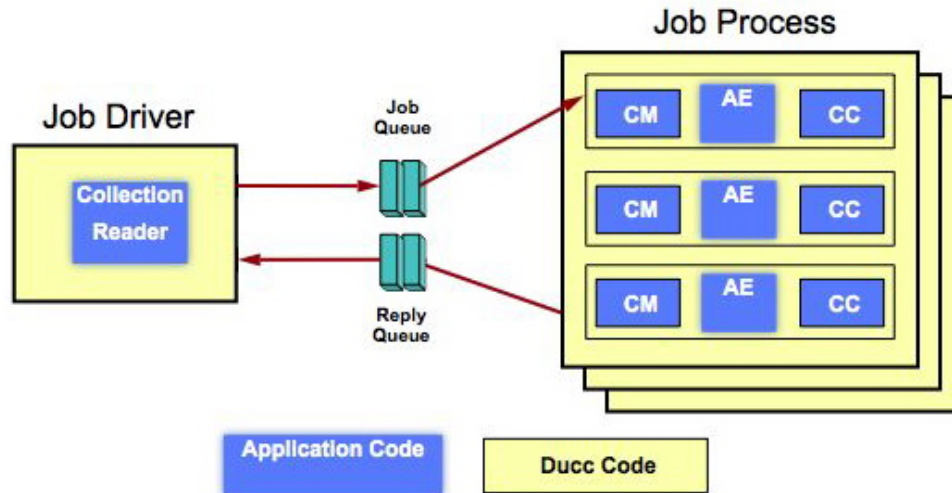 Job Process
Job Driver
Job
Queue
Collection
Reader
CM
AE
CC
CM
AE
CC
CM
AE
CC
Reply
Queue
Application Code
Ducc Code